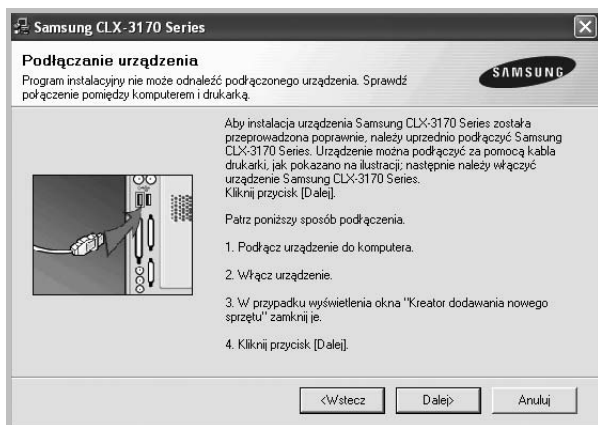 Samsung CLX-3170 Series
Podłączanie urządzenia
Program instalacyjny nie może odnaleźć podłączonego urządzenia. Sprawdź
połączenie pomiędzy komputerem i drukarką.
SAMSUNG
Aby instalacja urządzenia Samsung CLX-3170 Series została
przeprowadzona poprawnie, należy uprzednio podłączyć Samsung
CLX-3170 Series. Urządzenie można podłączyć za pomocą kabla
drukarki, jak pokazano na ilustracji; następnie należy włączyć
urządzenie Samsung CLX-3170 Series.
Kliknij przycisk [Dalej].
Patrz poniższy sposób podłączenia.
1. Podłącz urządzenie do komputera.
2. Włącz urządzenie.
3. W przypadku wyświetlenia okna "Kreator dodawania nowego
sprzętu" zamknij je.
4. Kliknij przycisk [Dalej].
<Wstecz Dalej> Anuluj